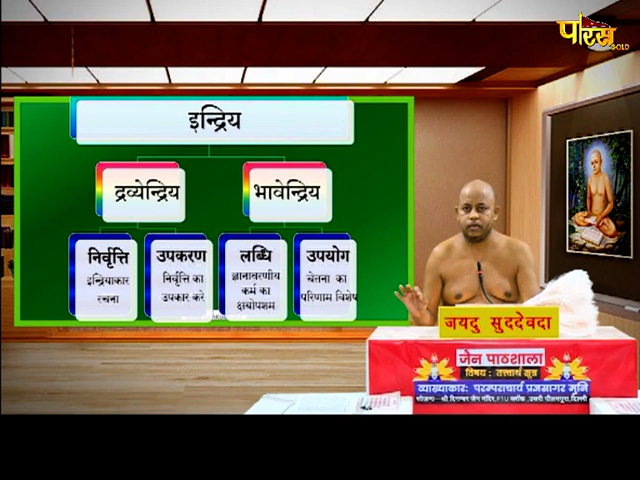 पारस
GOLD
इन्द्रिय
द्रव्येन्द्रिय
भावेन्द्रिय
निर्वृत्ति
इन्द्रियाकार
रचना
उपकरण
निर्वृत्ति का
उपकार करे
लब्धि
ज्ञानावरणीय
कर्म का
क्षयोपशम
उपयोग
चेतना का
परिणाम विशेष
जयदु सुददेवदा
जैन पाठशाला
विषय : तत्त्वार्थ सूत्र
व्याख्याकार: परम्पराचार्य प्रज्ञसागर मुनि